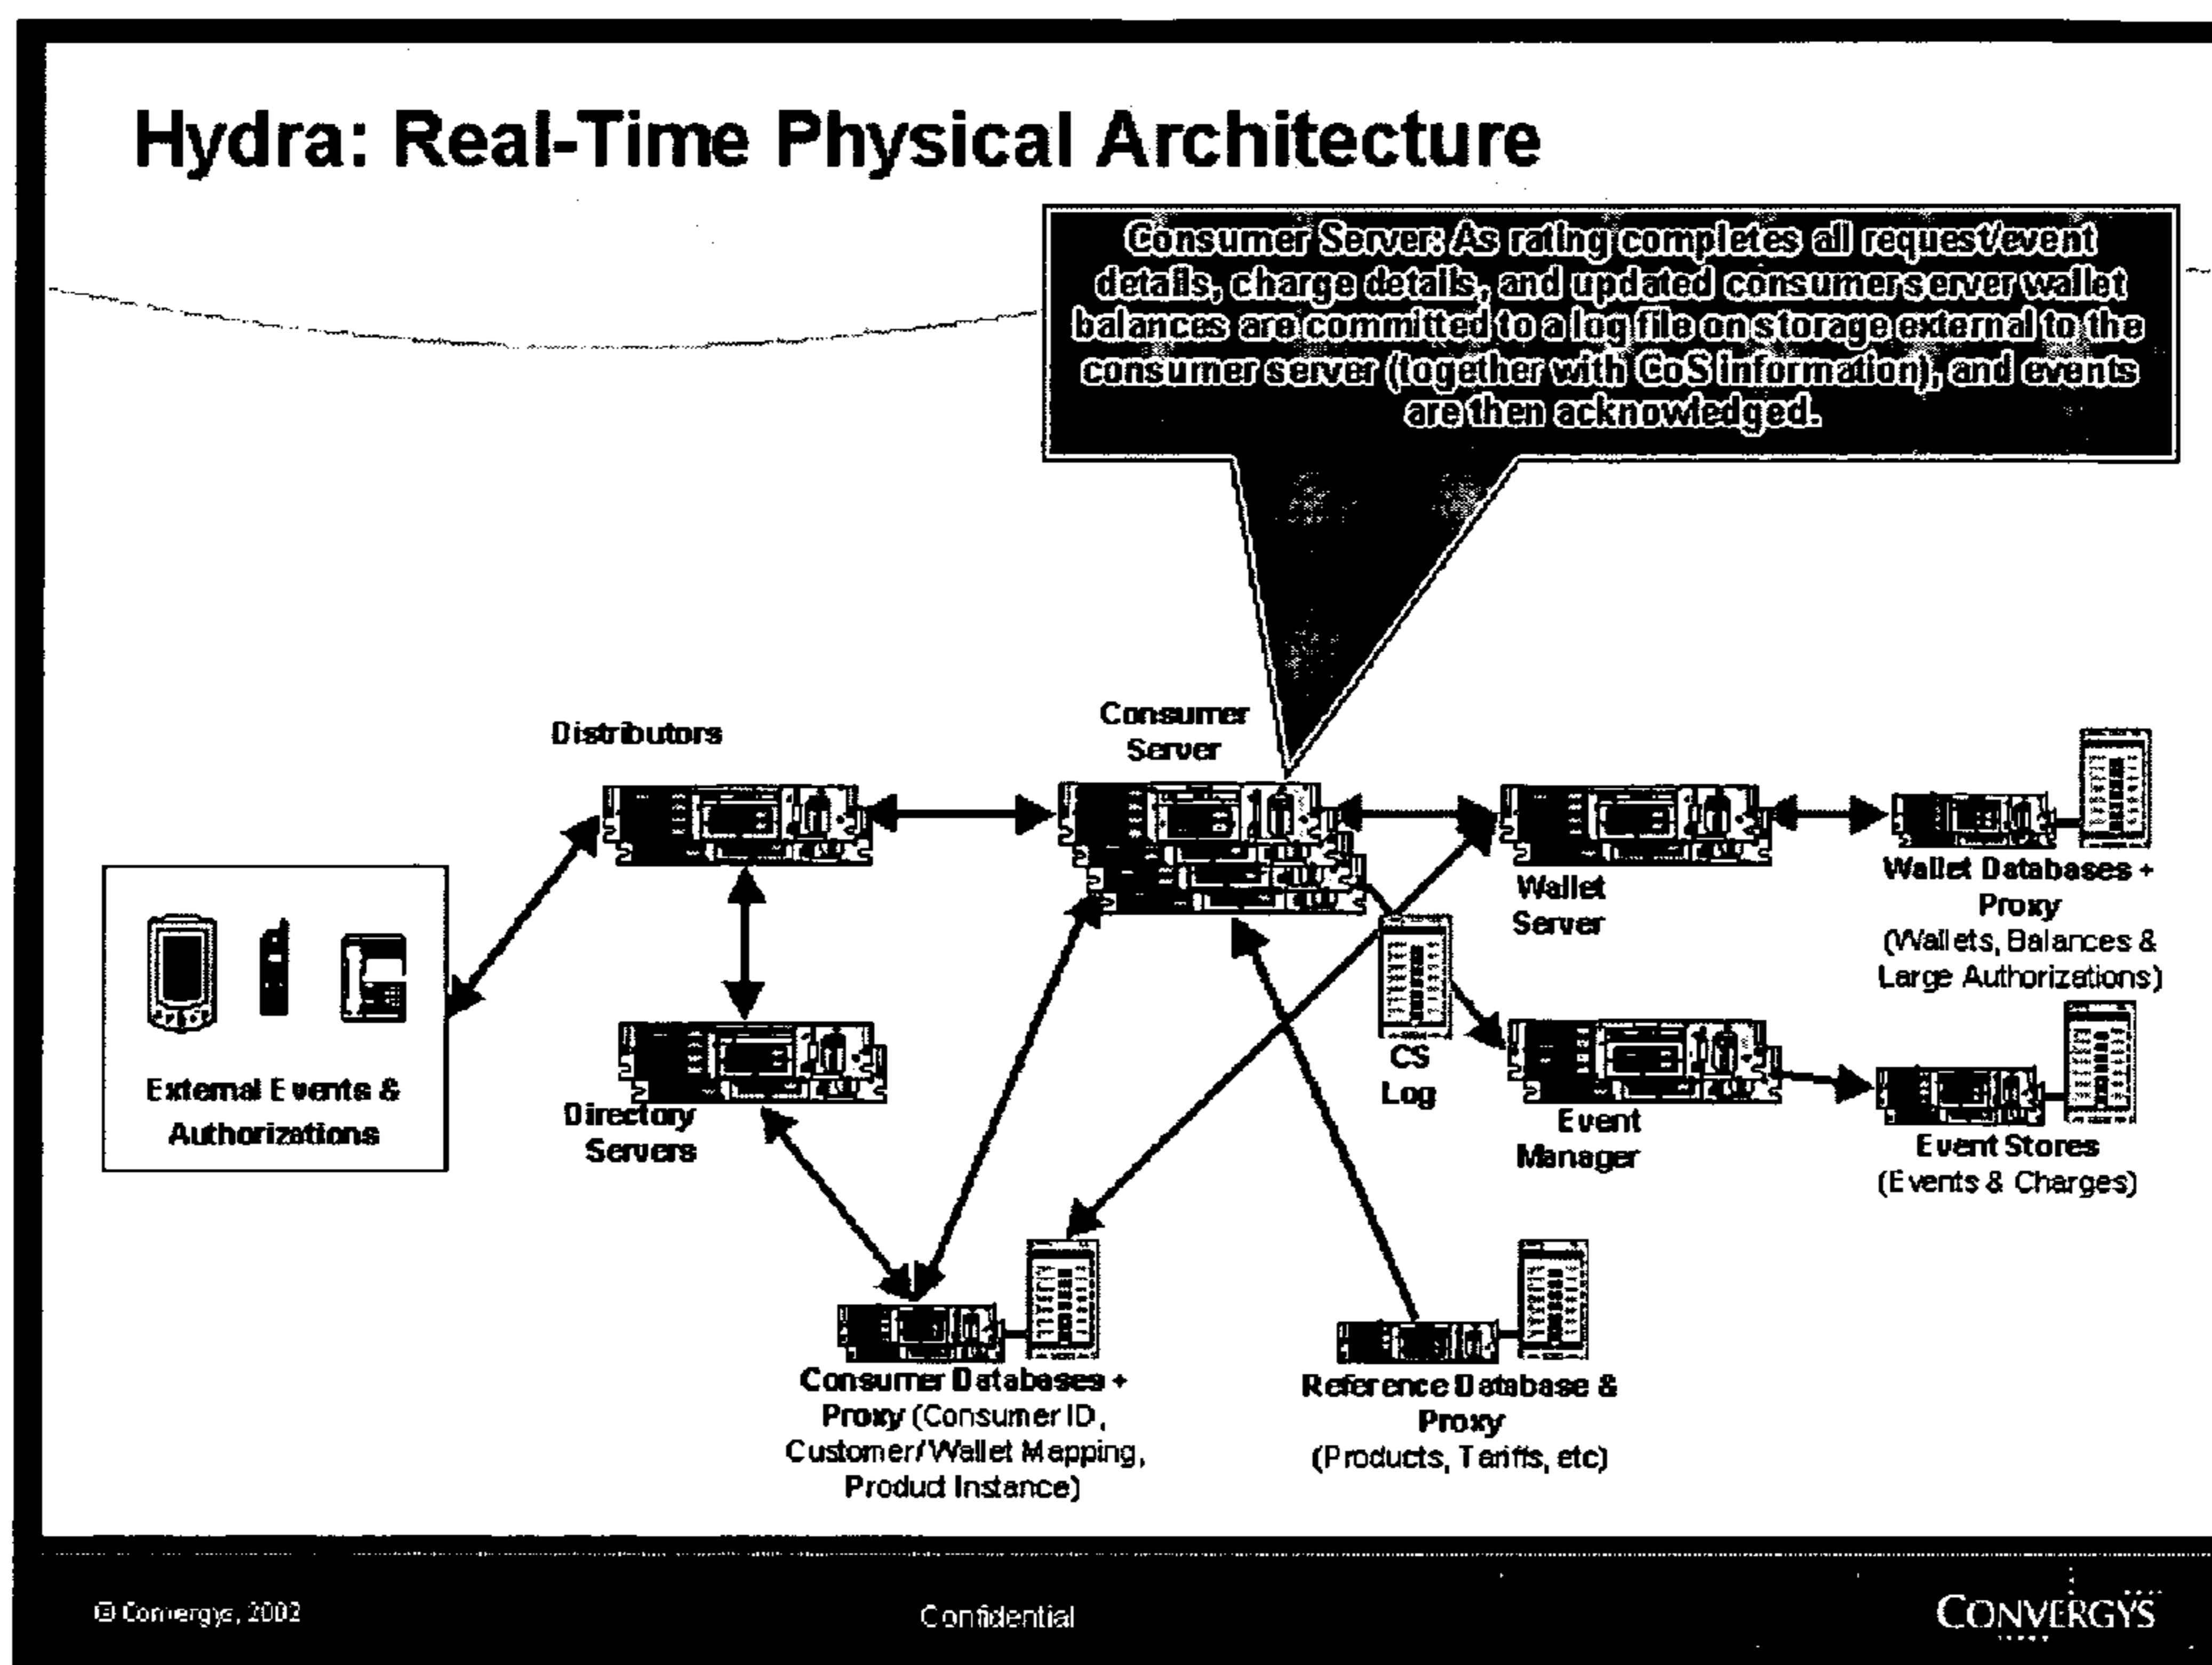 Hydra: Real-Time Physical Architecture
Consumer Server: As rating completes all request/event
details, charge details, and updated consumer server wallet
balances are committed to a log file on storage external to the
consumer server (together with CoS information), and events
are then acknowledged.
Distributors
Consumer
Server
Wallet
Server
Wallet Databases +
Proxy
(Wallets, Balances &
Large Authorizations)
External Events &
Authorizations
Directory
Servers
CS
Log
Event
Manager
Event Stores
(Events & Charges)
Consumer Databases +
Proxy (Consumer ID,
Customer/Wallet Mapping,
Product Instance)
Reference Database &
Proxy
(Products, Tariffs, etc)
© Convergys, 2002
Confidential
CONVERGYS